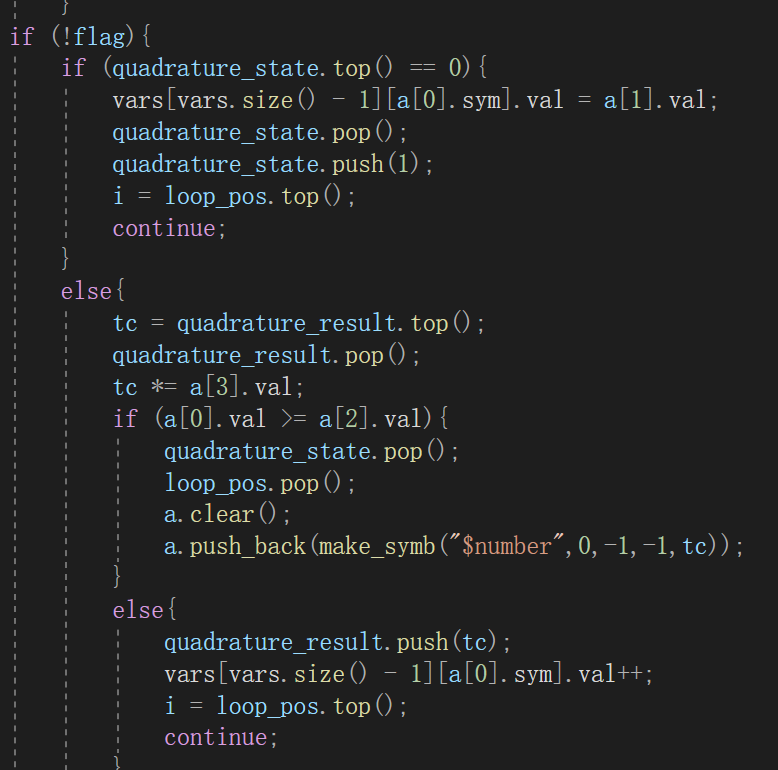 }
if (!flag){
if (quadrature_state.top() == 0){
vars[vars.size() - 1][a[0].sym].val = a[1].val;
quadrature_state.pop();
quadrature_state.push(1);
i = loop_pos.top();
continue;
}
else{
tc = quadrature_result.top();
quadrature_result.pop();
tc *= a[3].val;
if (a[0].val >= a[2].val){
quadrature_state.pop();
loop_pos.pop();
a.clear();
a.push_back(make_symb("$number",0,-1,-1,tc));
}
else{
quadrature_result.push(tc);
vars[vars.size() - 1][a[0].sym].val++;
i = loop_pos.top();
continue;
}